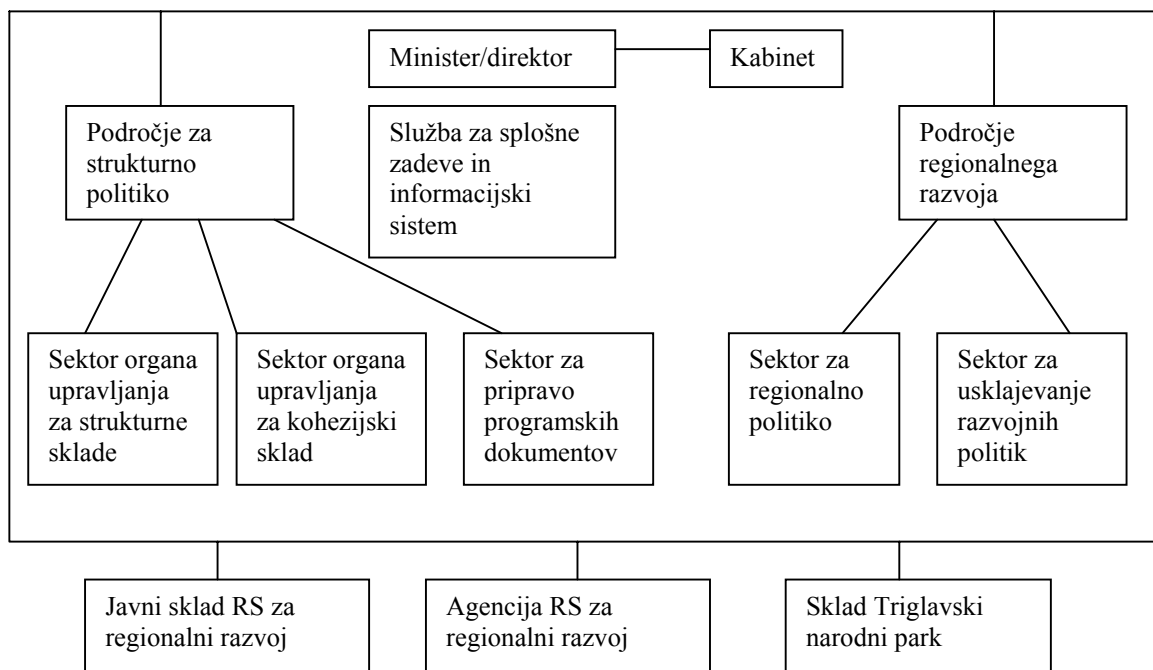 Minister/direktor
Kabinet
Področje za
strukturno
politiko
Služba za splošne
zadeve in
informacijski
sistem
Področje
regionalnega
razvoja
Sektor organa
upravljanja
za strukturne
sklade
Sektor organa
upravljanja
za kohezijski
sklad
Sektor za
pripravo
programskih
dokumentov
Sektor za
regionalno
politiko
Sektor za
usklajevanje
razvojnih
politik
Javni sklad RS za
regionalni razvoj
Agencija RS za
regionalni razvoj
Sklad Triglavski
narodni park